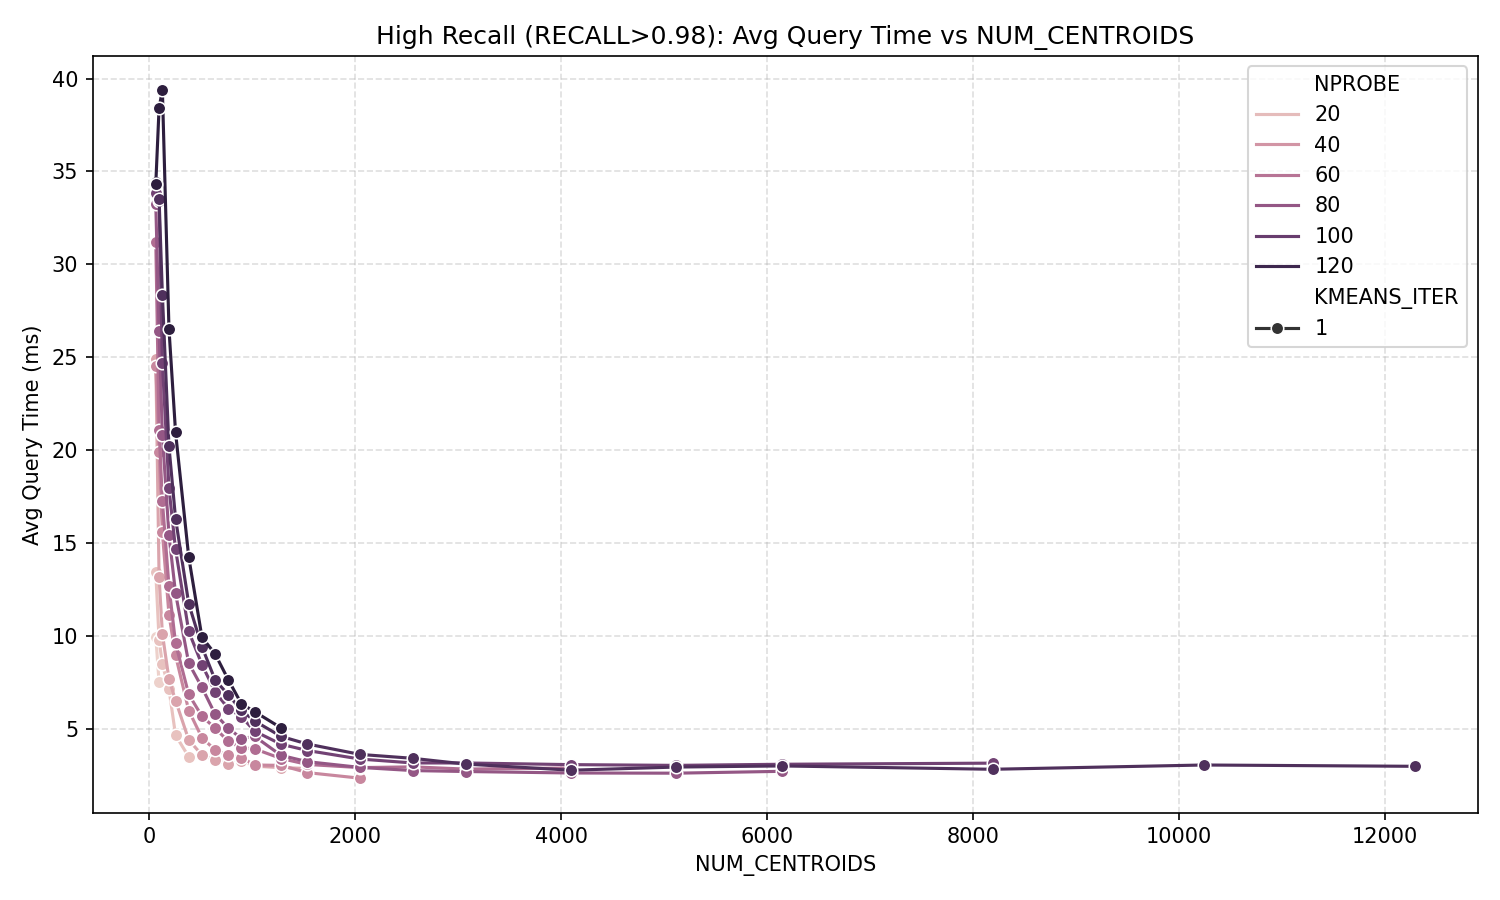 High Recall (RECALL>0.98): Avg Query Time vs NUM_CENTROIDS
NPROBE
20
40
60
80
100
120
KMEANS_ITER
1
Avg Query Time (ms)
40
35
30
25
20
15
10
5
0 2000 4000 6000 8000 10000 12000
NUM_CENTROIDS